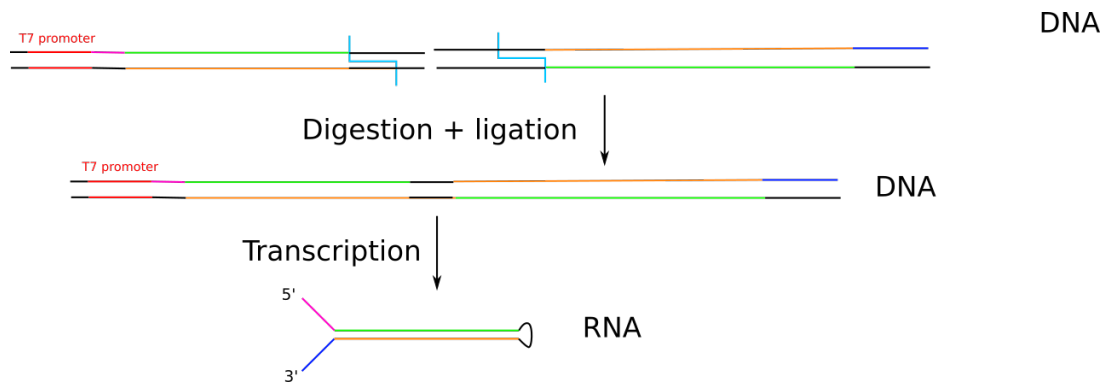 DNA
T7 promoter
Digestion + ligation
T7 promoter
DNA
Transcription
5'
RNA
3'